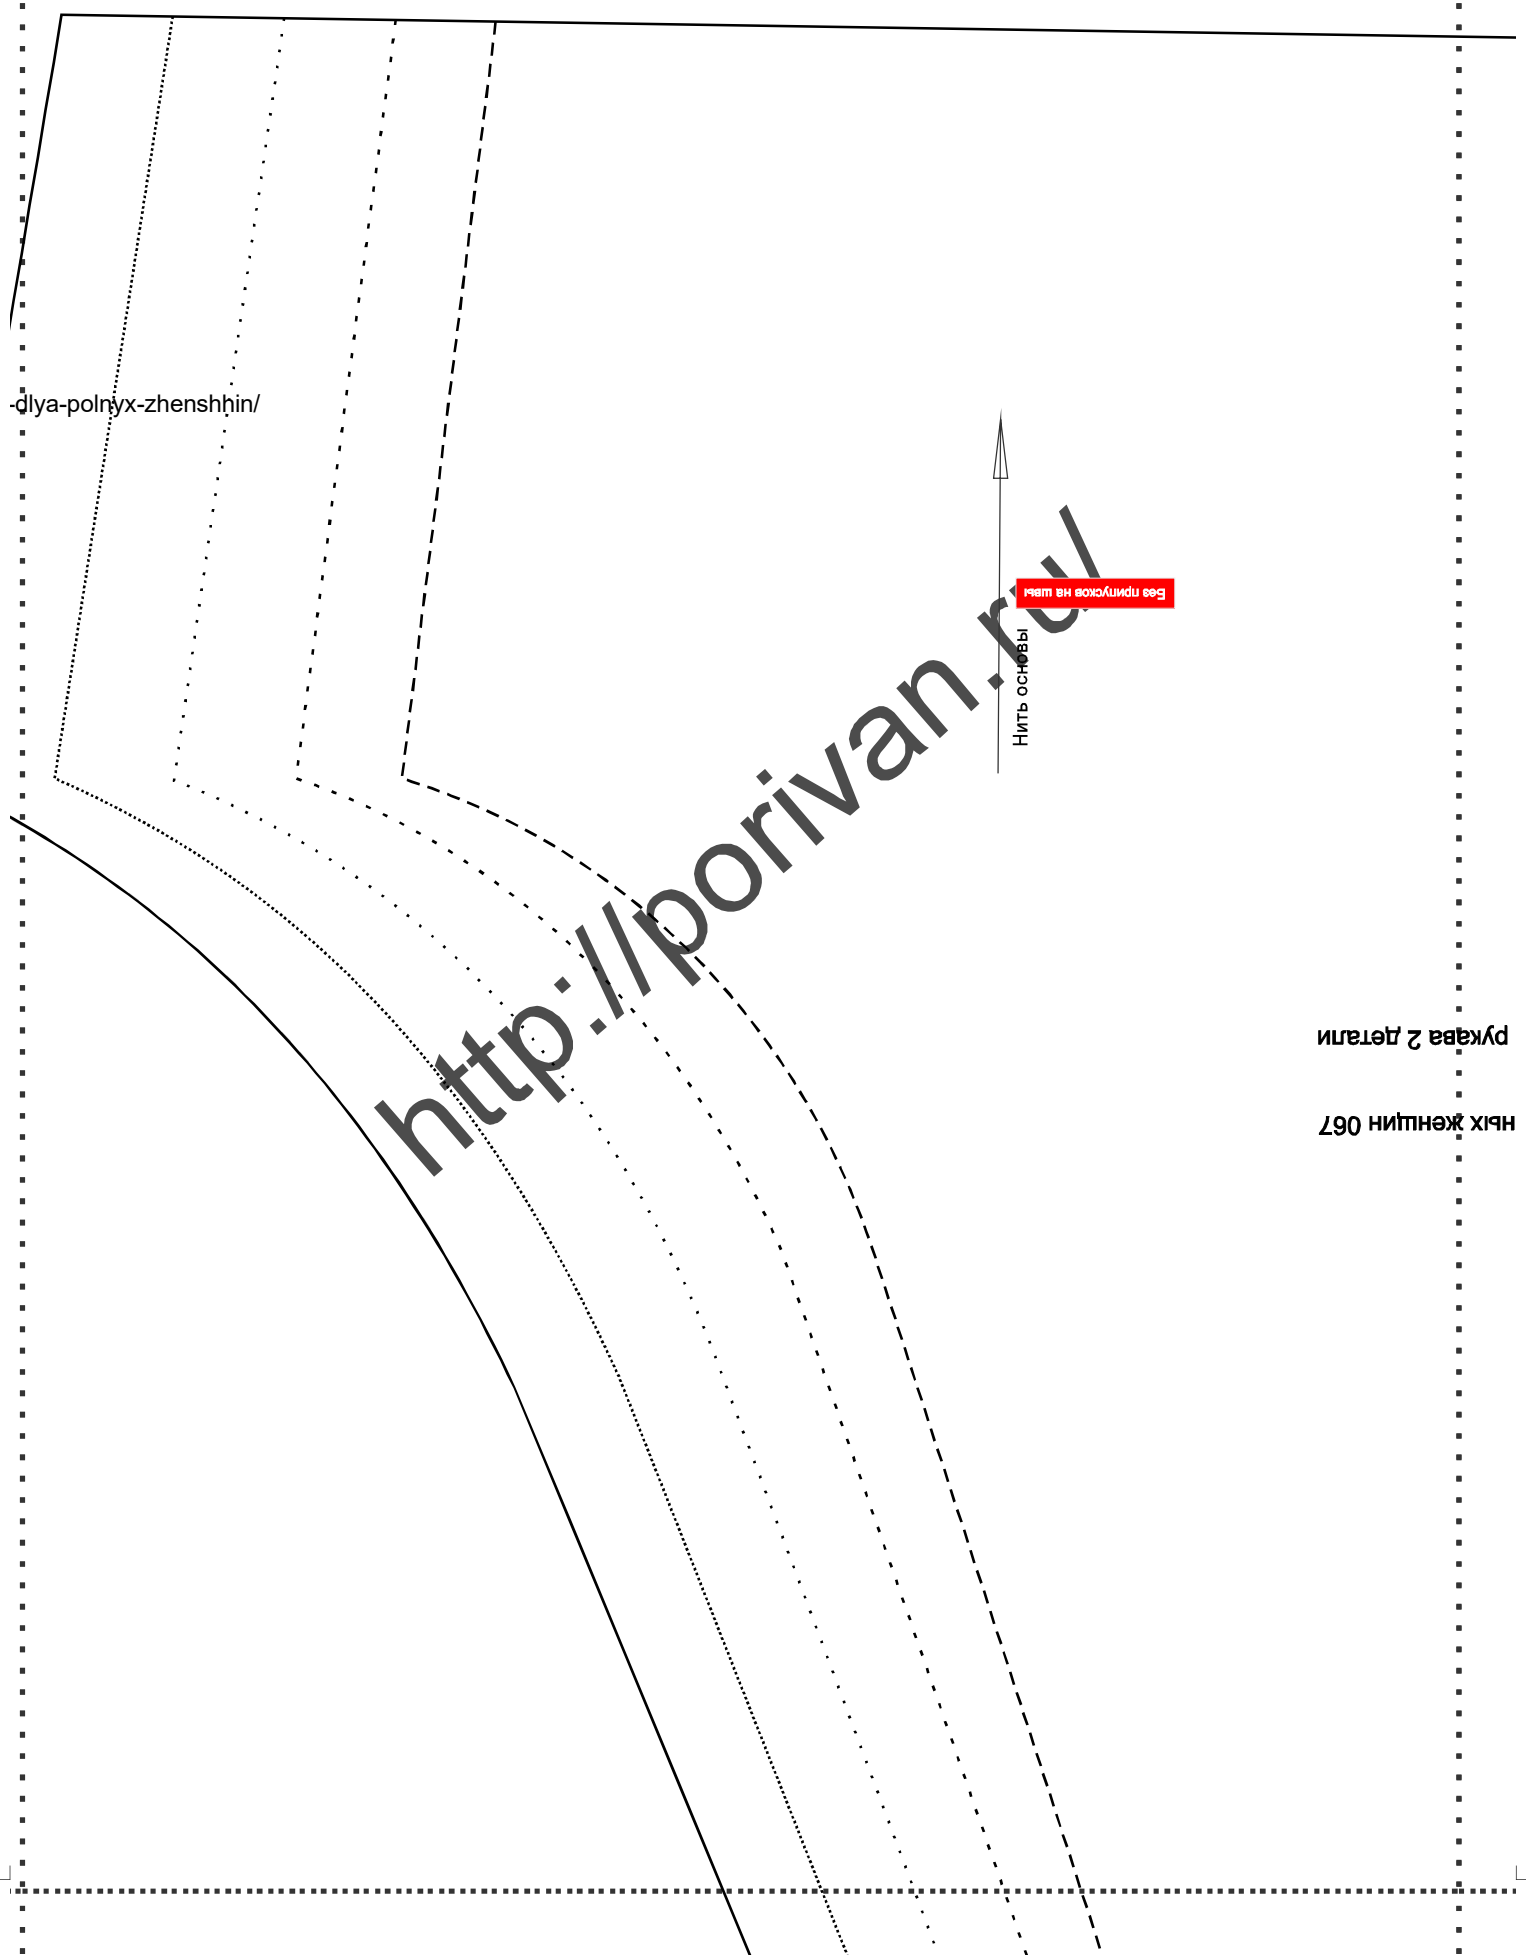 -dlya-polnyx-zhenshhin/
Без припусков на швы
Нить основы
http://porivan.ru/
рукава 2 детали
ных женщин 067